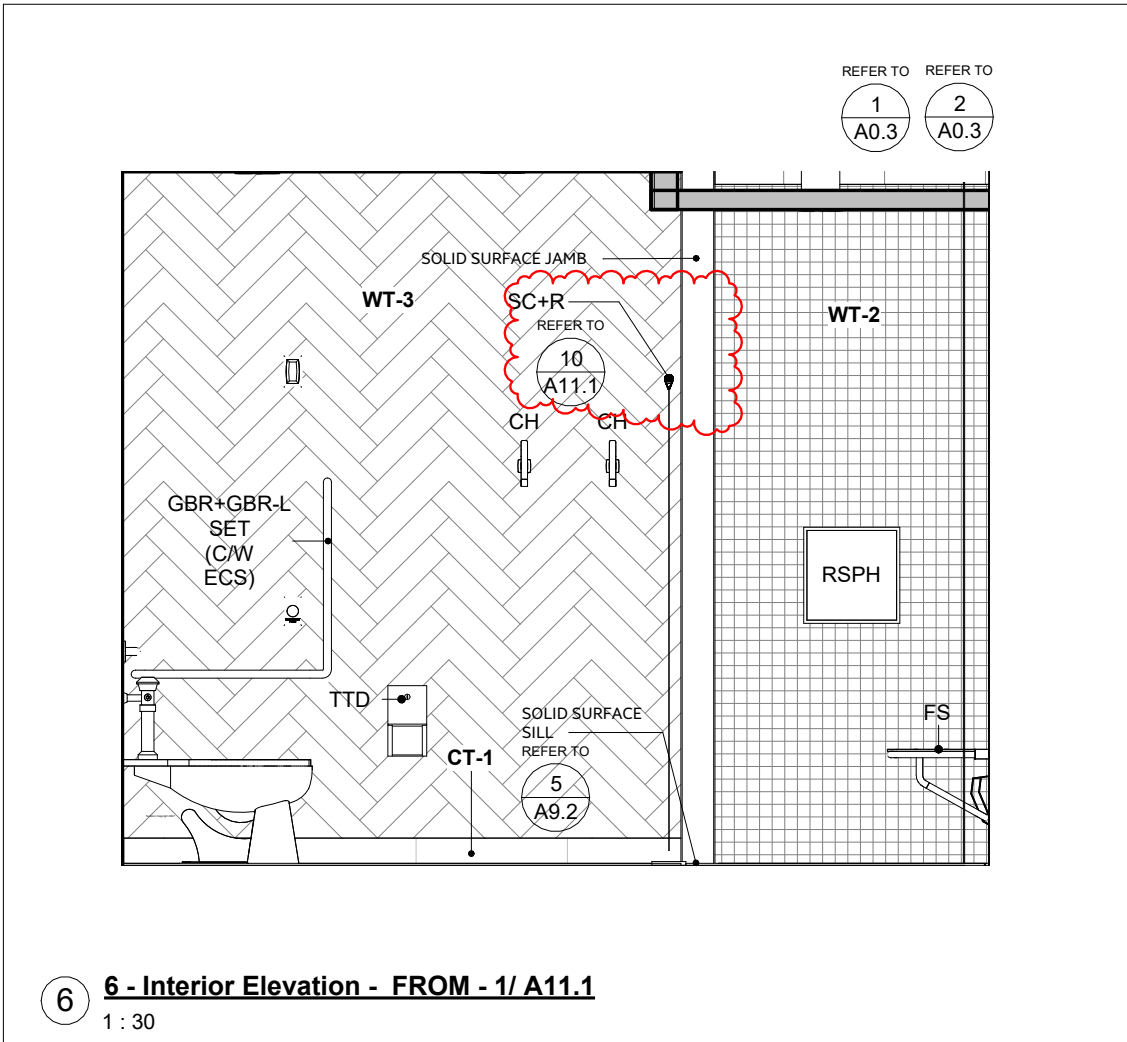 REFER TO
1
A0.3
REFER TO
2
A0.3
SOLID SURFACE JAMB
WT-3
SC+R
WT-2
REFER TO
10
A11.1
CH
CH
GBR+GBR-L
SET
(C/W
ECS)
RSPH
TTD
SOLID SURFACE
SILL
REFER TO
5
A9.2
CT-1
FS
6
6 - Interior Elevation - FROM - 1/ A11.1
1 : 30